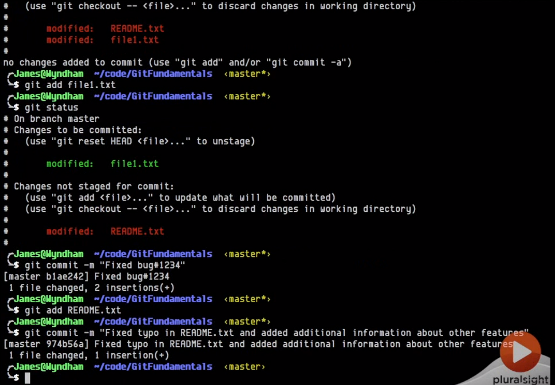 #   (use "git checkout -- <file>..." to discard changes in working directory)
#
#       modified:   README.txt
#       modified:   file1.txt
#
no changes added to commit (use "git add" and/or "git commit -a")
James@Wyndham ~/code/GitFundamentals ‹master*›
$ git add file1.txt
James@Wyndham ~/code/GitFundamentals ‹master*›
$ git status
# On branch master
# Changes to be committed:
#   (use "git reset HEAD <file>..." to unstage)
#
#       modified:   file1.txt
#
# Changes not staged for commit:
#   (use "git add <file>..." to update what will be committed)
#   (use "git checkout -- <file>..." to discard changes in working directory)
#
#       modified:   README.txt
#
James@Wyndham ~/code/GitFundamentals ‹master*›
$ git commit -m "Fixed bug#1234"
[master b1ae242] Fixed bug#1234
 1 file changed, 2 insertions(+)
James@Wyndham ~/code/GitFundamentals ‹master*›
$ git add README.txt
James@Wyndham ~/code/GitFundamentals ‹master*›
$ git commit -m "Fixed typo in README.txt and added additional information about other features"
[master 974b56a] Fixed typo in README.txt and added additional information about other features
 1 file changed, 1 insertion(+)
James@Wyndham ~/code/GitFundamentals ‹master*›
$
pluralsight